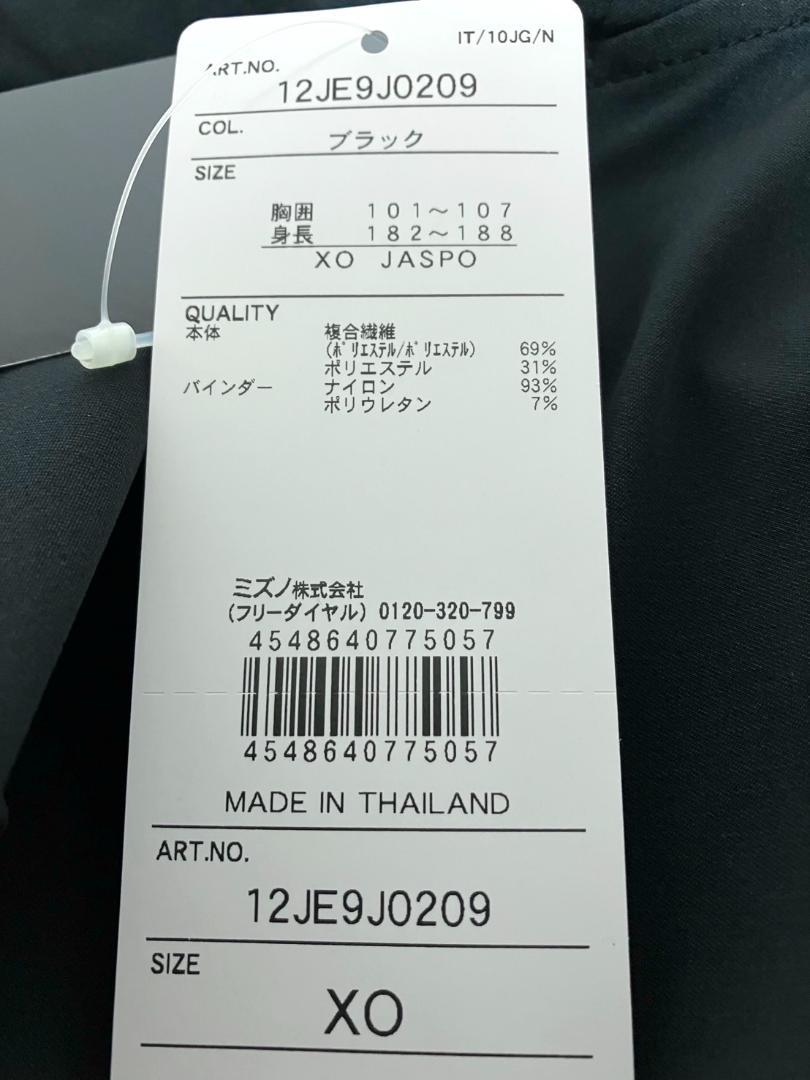 IT/10JG/N
ART.NO.
12JE9J0209
COL.
ブラック
SIZE
胸囲 101〜107
身長 182〜188
XO JASPO
QUALITY
本体 複合繊維
(ポリエステル/ポリエステル) 69%
ポリエステル 31%
バインダー ナイロン 93%
ポリウレタン 7%
ミズノ株式会社
(フリーダイヤル) 0120-320-799
4548640775057
4548640775057
MADE IN THAILAND
ART.NO.
12JE9J0209
SIZE
XO